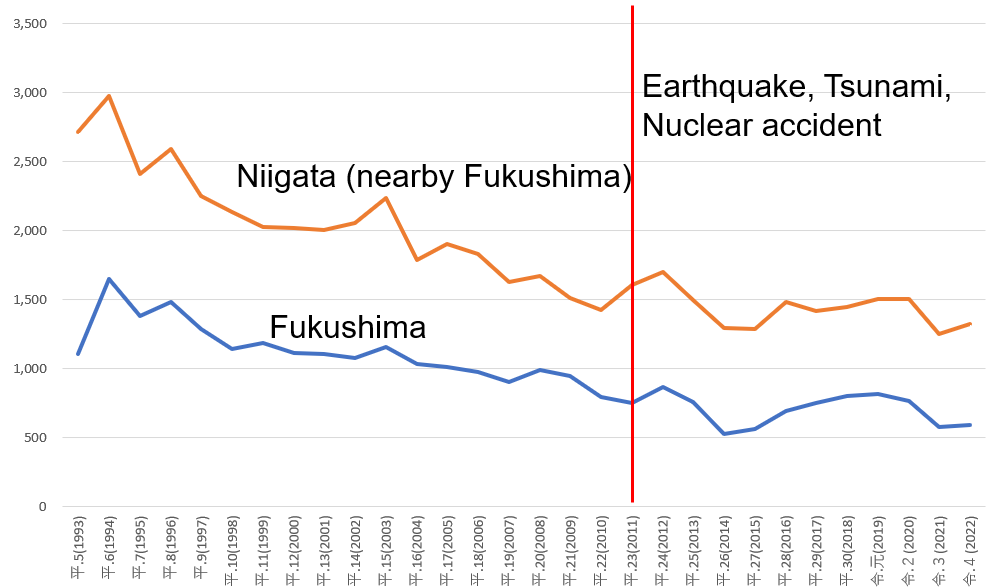 3,500
3,000
2,500
2,000
1,500
1,000
500
0
Earthquake, Tsunami,
Nuclear accident
Niigata (nearby Fukushima)
Fukushima
平.5(1993)
平.6(1994)
平.7(1995)
平.8(1996)
平.9(1997)
平.10(1998)
平.11(1999)
平.12(2000)
平.13(2001)
平.14(2002)
平.15(2003)
平.16(2004)
平.17(2005)
平.18(2006)
平.19(2007)
平.20(2008)
平.21(2009)
平.22(2010)
平.23(2011)
平.24(2012)
平.25(2013)
平.26(2014)
平.27(2015)
平.28(2016)
平.29(2017)
平.30(2018)
令.元(2019)
令.2 (2020)
令.3 (2021)
令.4 (2022)